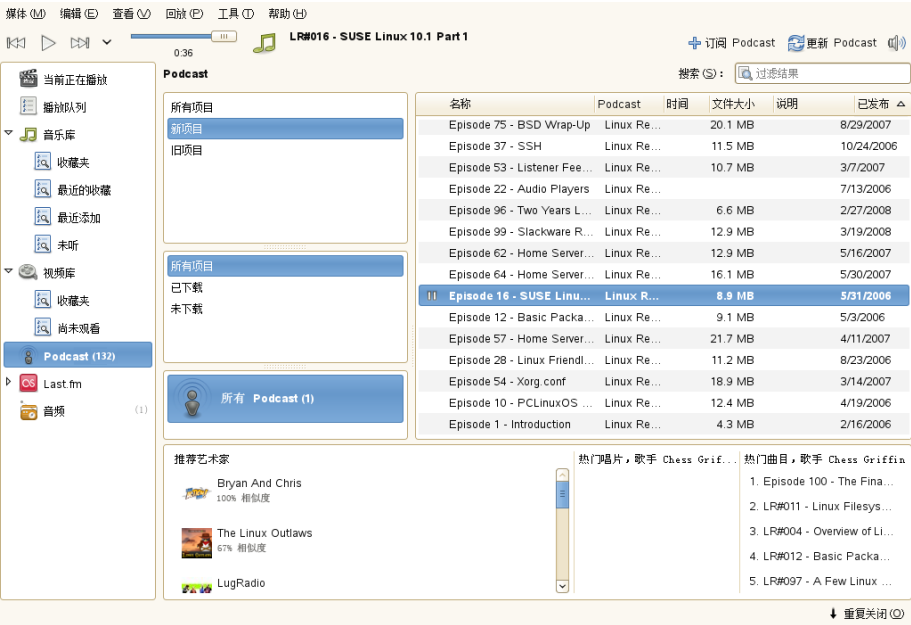 媒体 (M) 编辑 (E) 查看 (V) 回放 (P) 工具 (T) 帮助 (H)
0:36
LR#016 - SUSE Linux 10.1 Part 1
订阅 Podcast 更新 Podcast
Podcast
搜索 (S)： 过滤结果
当前正在播放
播放队列
音乐库
收藏夹
最近的收藏
最近添加
未听
视频库
收藏夹
尚未观看
Podcast (132)
Last.fm
音频 (1)
所有项目
新项目
旧项目
所有项目
已下载
未下载
所有 Podcast (1)
名称 Podcast 时间 文件大小 说明 已发布
Episode 75 - BSD Wrap-Up Linux Re... 20.1 MB 8/29/2007
Episode 37 - SSH Linux Re... 11.5 MB 10/24/2006
Episode 53 - Listener Fee... Linux Re... 10.7 MB 3/7/2007
Episode 22 - Audio Players Linux Re... 7/13/2006
Episode 96 - Two Years L... Linux Re... 6.6 MB 2/27/2008
Episode 99 - Slackware R... Linux Re... 12.9 MB 3/19/2008
Episode 62 - Home Server... Linux Re... 12.9 MB 5/16/2007
Episode 64 - Home Server... Linux Re... 16.1 MB 5/30/2007
Episode 16 - SUSE Linu... Linux R... 8.9 MB 5/31/2006
Episode 12 - Basic Packa... Linux Re... 9.1 MB 5/3/2006
Episode 57 - Home Server... Linux Re... 21.7 MB 4/11/2007
Episode 28 - Linux Friendl... Linux Re... 11.2 MB 8/23/2006
Episode 54 - Xorg.conf Linux Re... 18.9 MB 3/14/2007
Episode 10 - PCLinuxOS ... Linux Re... 12.4 MB 4/19/2006
Episode 1 - Introduction Linux Re... 4.3 MB 2/16/2006
推荐艺术家
Bryan And Chris
100% 相似度
The Linux Outlaws
67% 相似度
LugRadio
热门唱片，歌手 Chess Grif...
热门曲目，歌手 Chess Griffin
1. Episode 100 - The Fina...
2. LR#011 - Linux Filesys...
3. LR#004 - Overview of Li...
4. LR#012 - Basic Packa...
5. LR#097 - A Few Linux ...
重复关闭(O)